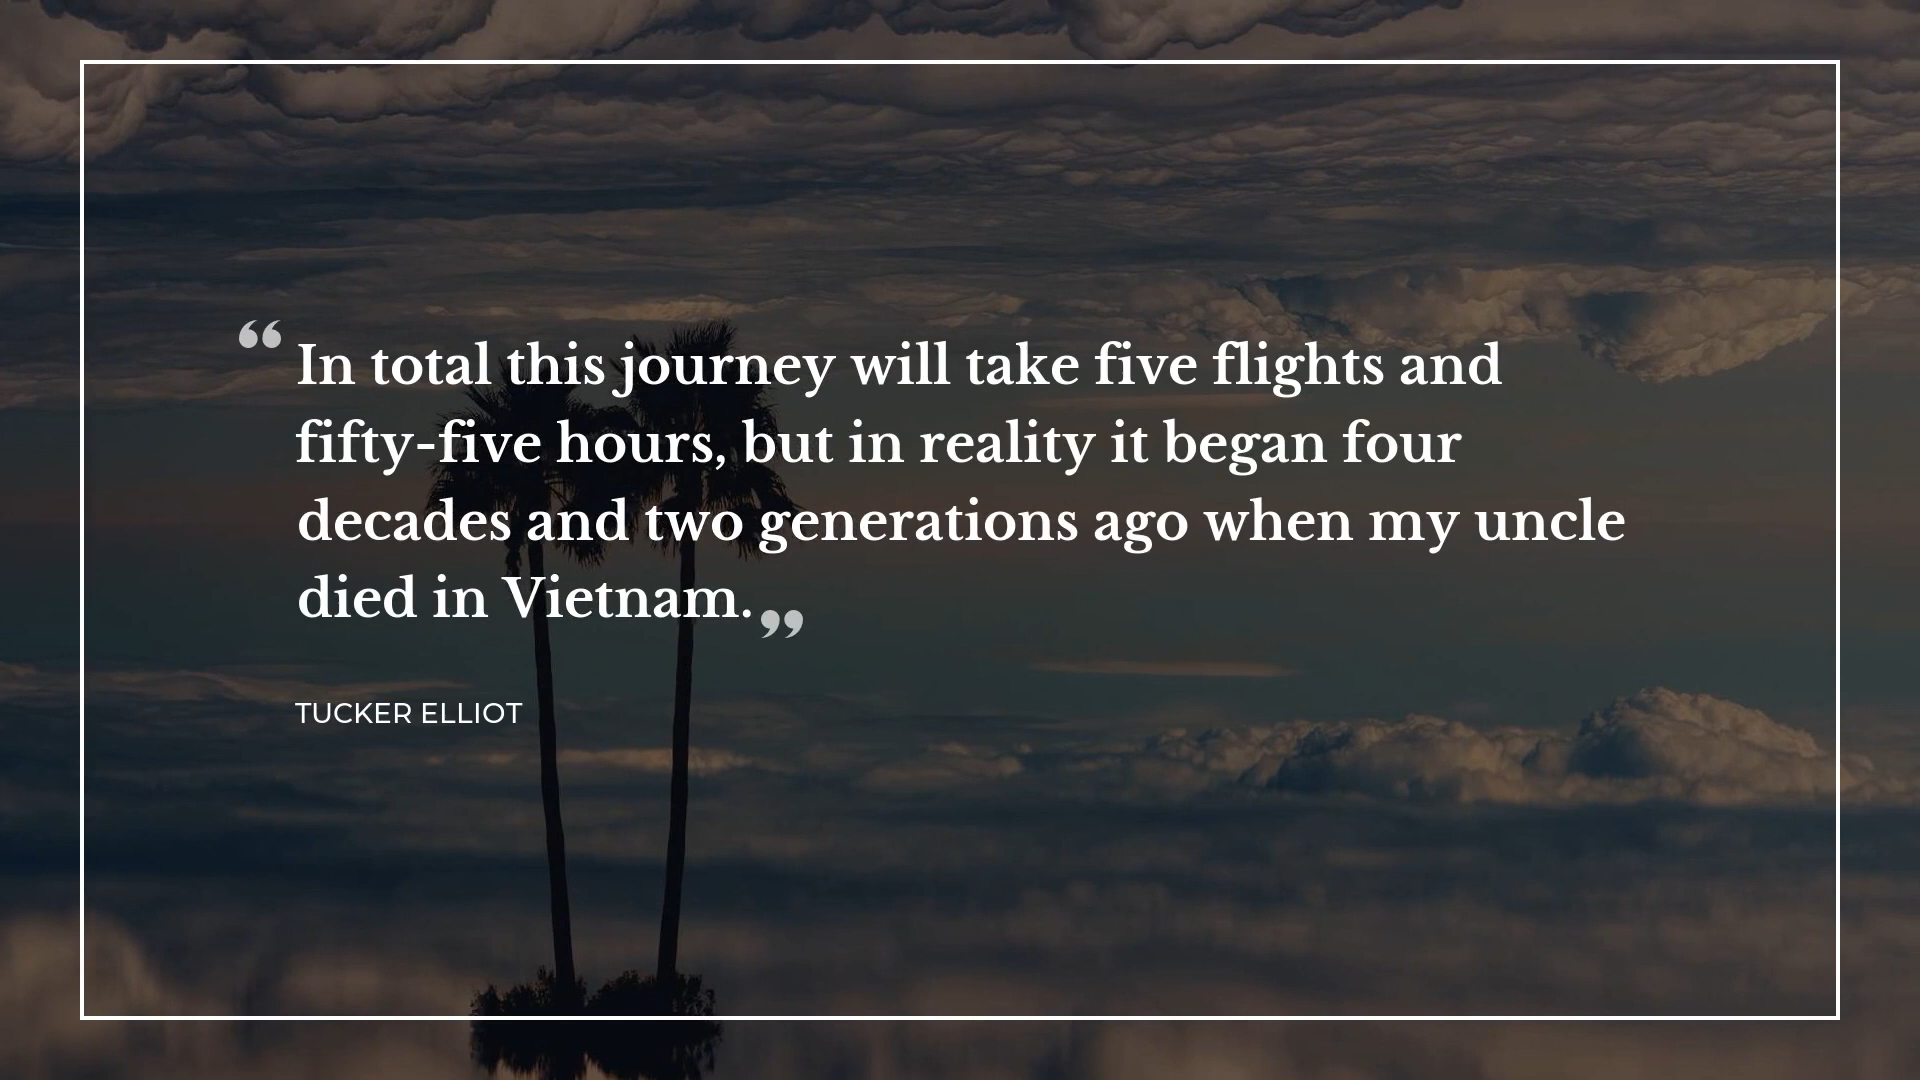 “In total this journey will take five flights and
fifty-five hours, but in reality it began four
decades and two generations ago when my uncle
died in Vietnam.”
TUCKER ELLIOT